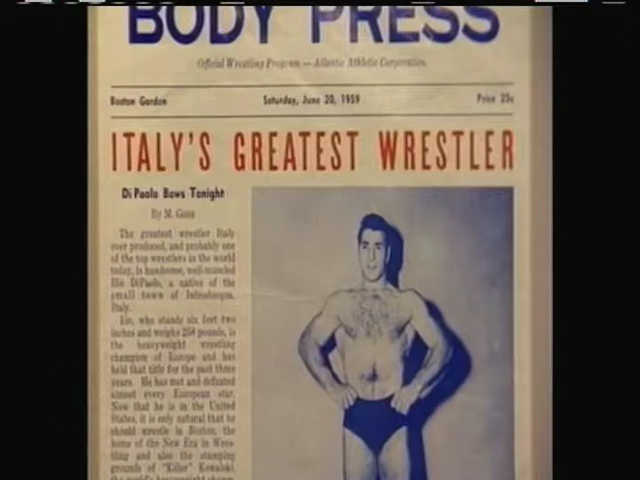 BODY PRESS
Official Wrestling Program — Atlantic Athletic Corporation
Boston Garden Saturday, June 20, 1959 Price 25c
ITALY'S GREATEST WRESTLER
Di Paolo Bows Tonight
By M. Goss
The greatest wrestler Italy
ever produced, and probably one
of the top wrestlers in the world
today, is handsome, well-rounded
Ilio DiPaolo, a native of the
small town of Introdacqua,
Italy.
Ilio, who stands six foot two
inches and weighs 258 pounds, is
the heavyweight wrestling
champion of Europe and has
held that title for the past three
years. He has met and defeated
almost every European star.
Now that he is in the United
States, it is only natural that he
should wrestle in Boston, the
home of the New Era in Wres-
tling and also the stamping
grounds of "Killer" Kowalski,
the world's heavyweight